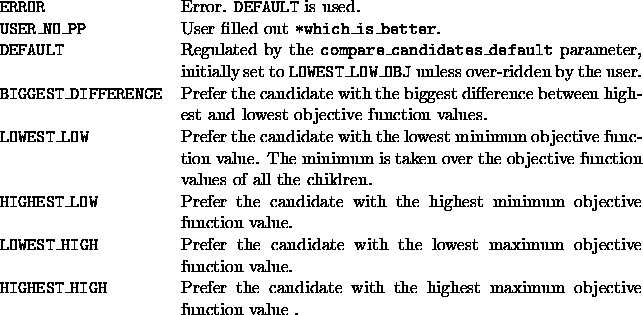 ERROR Error. DEFAULT is used.
USER_NO_PP User filled out *which_is_better.
DEFAULT Regulated by the compare_candidates_default parameter,
initially set to LOWEST_LOW_OBJ unless over-ridden by the user.
BIGGEST_DIFFERENCE Prefer the candidate with the biggest difference between high-
est and lowest objective function values.
LOWEST_LOW Prefer the candidate with the lowest minimum objective func-
tion value. The minimum is taken over the objective function
values of all the children.
HIGHEST_LOW Prefer the candidate with the highest minimum objective
function value.
LOWEST_HIGH Prefer the candidate with the lowest maximum objective
function value.
HIGHEST_HIGH Prefer the candidate with the highest maximum objective
function value .